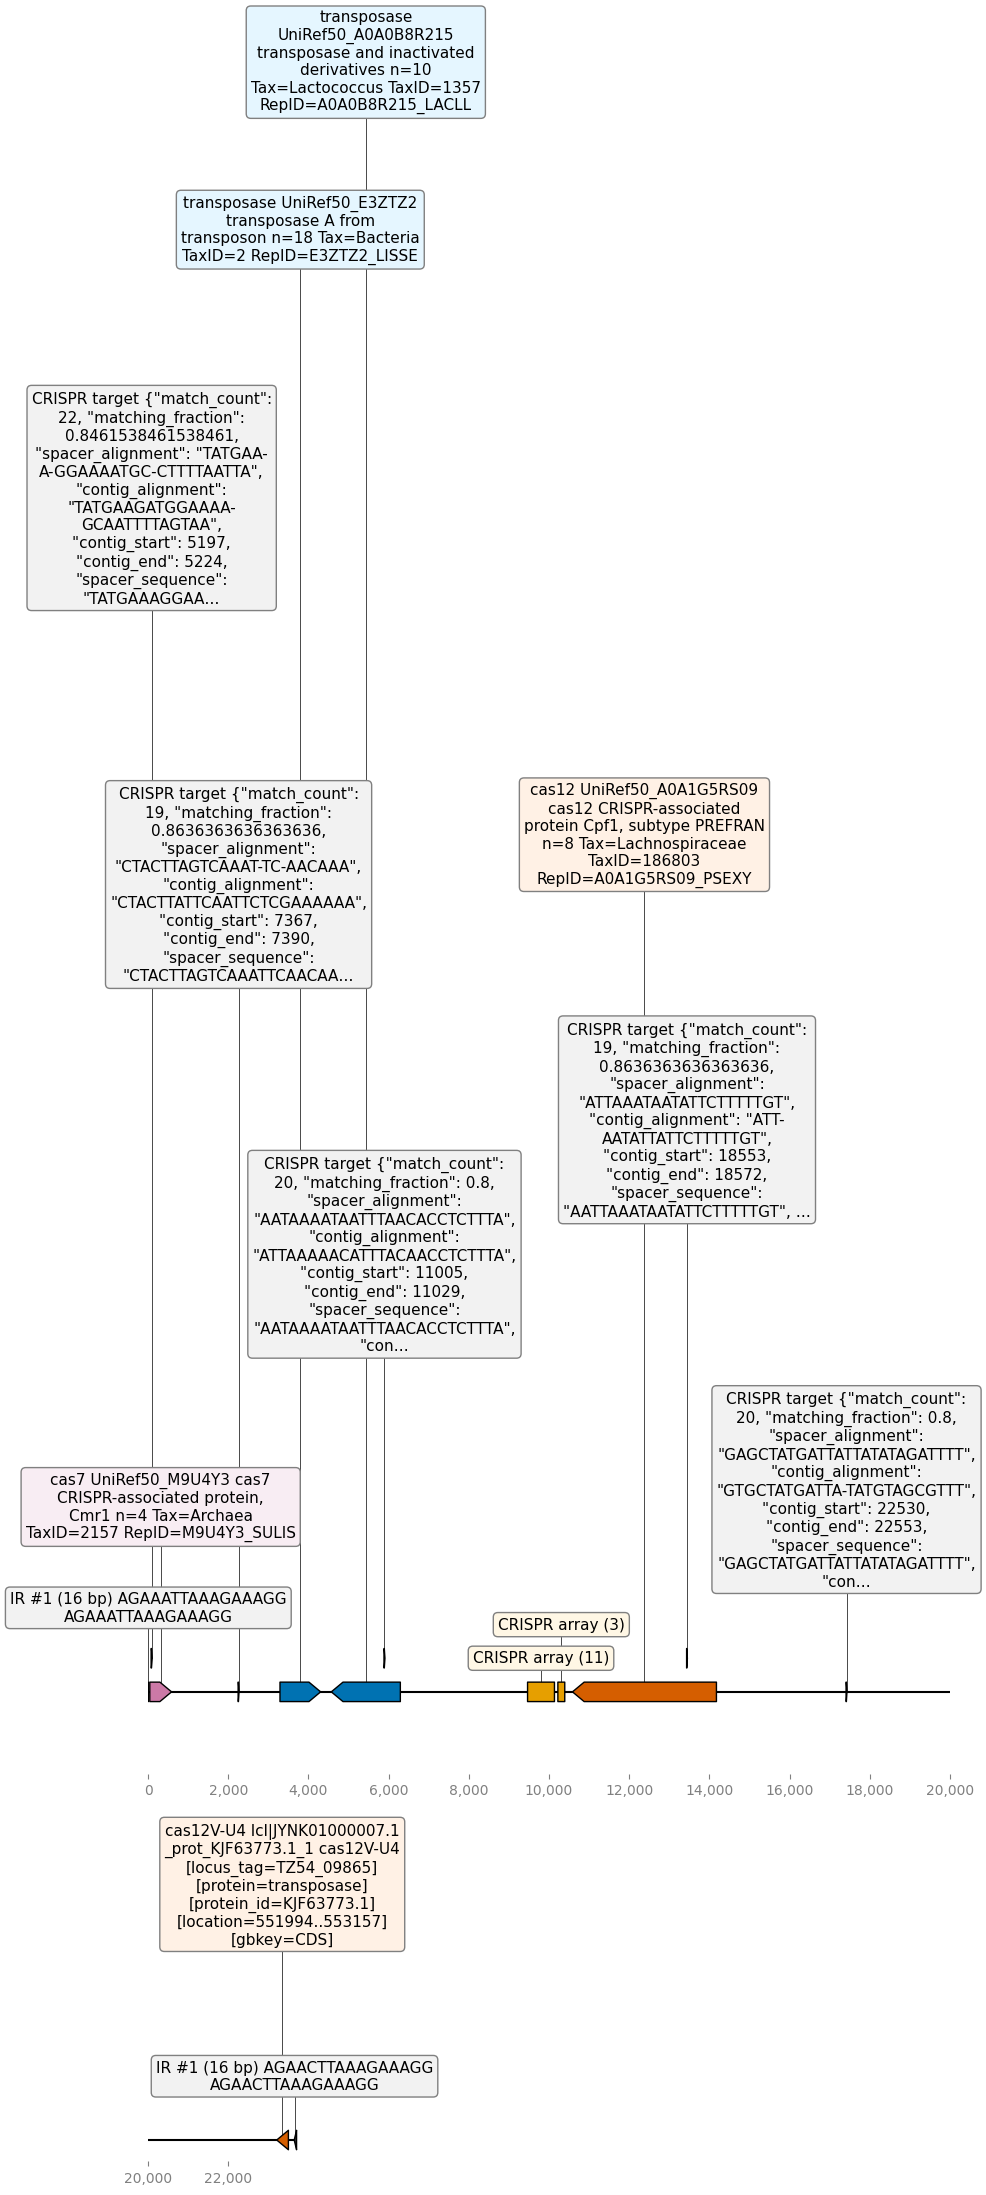 transposase
UniRef50_A0A0B8R215
transposase and inactivated
derivatives n=10
Tax=Lactococcus TaxID=1357
RepID=A0A0B8R215_LACLL
transposase UniRef50_E3ZTZ2
transposase A from
transposon n=18 Tax=Bacteria
TaxID=2 RepID=E3ZTZ2_LISSE
CRISPR target {"match_count":
22, "matching_fraction":
0.8461538461538461,
"spacer_alignment": "TATGAA-
A-GGAAAATGC-CTTTTAATTA",
"contig_alignment":
"TATGAAGATGGAAAA-
GCAATTTTAGTAA",
"contig_start": 5197,
"contig_end": 5224,
"spacer_sequence":
"TATGAAAGGAA...
CRISPR target {"match_count":
19, "matching_fraction":
0.8636363636363636,
"spacer_alignment":
"CTACTTAGTCAAAT-TC-AACAAA",
"contig_alignment":
"CTACTTATTCAATTCTCGAAAAAA",
"contig_start": 7367,
"contig_end": 7390,
"spacer_sequence":
"CTACTTAGTCAAATTCAACAA...
cas12 UniRef50_A0A1G5RS09
cas12 CRISPR-associated
protein Cpf1, subtype PREFRAN
n=8 Tax=Lachnospiraceae
TaxID=186803
RepID=A0A1G5RS09_PSEXY
CRISPR target {"match_count":
19, "matching_fraction":
0.8636363636363636,
"spacer_alignment":
"ATTAAATAATATTCTTTTTGT",
"contig_alignment": "ATT-
AATATTATTCTTTTTGT",
"contig_start": 18553,
"contig_end": 18572,
"spacer_sequence":
"AATTAAATAATATTCTTTTTGT", ...
CRISPR target {"match_count":
20, "matching_fraction": 0.8,
"spacer_alignment":
"AATAAAATAATTTAACACCTCTTTA",
"contig_alignment":
"ATTAAAAACATTTACAACCTCTTTA",
"contig_start": 11005,
"contig_end": 11029,
"spacer_sequence":
"AATAAAATAATTTAACACCTCTTTA",
"con...
CRISPR target {"match_count":
20, "matching_fraction": 0.8,
"spacer_alignment":
"GAGCTATGATTATTATATAGATTTT",
"contig_alignment":
"GTGCTATGATTA-TATGTAGCGTTT",
"contig_start": 22530,
"contig_end": 22553,
"spacer_sequence":
"GAGCTATGATTATTATATAGATTTT",
"con...
cas7 UniRef50_M9U4Y3 cas7
CRISPR-associated protein,
Cmr1 n=4 Tax=Archaea
TaxID=2157 RepID=M9U4Y3_SULIS
IR #1 (16 bp) AGAAATTAAAGAAAGG
AGAAATTAAAGAAAGG
CRISPR array (3)
CRISPR array (11)
0
2,000
4,000
6,000
8,000
10,000
12,000
14,000
16,000
18,000
20,000
cas12V-U4 lcl|JYNK01000007.1
_prot_KJF63773.1_1 cas12V-U4
[locus_tag=TZ54_09865]
[protein=transposase]
[protein_id=KJF63773.1]
[location=551994..553157]
[gbkey=CDS]
IR #1 (16 bp) AGAACTTAAAGAAAGG
AGAACTTAAAGAAAGG
20,000
22,000